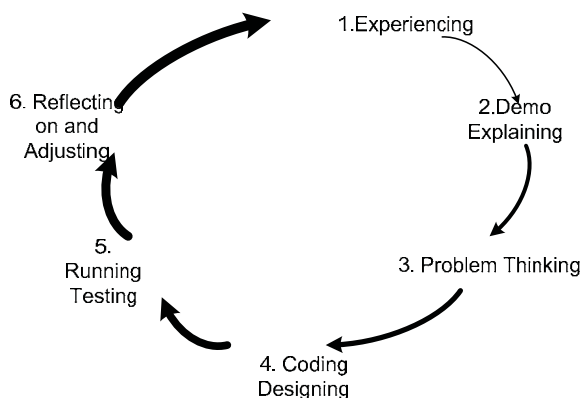 1.Experiencing
2.Demo
Explaining
3. Problem Thinking
4. Coding
Designing
5.
Running
Testing
6. Reflecting
on and
Adjusting